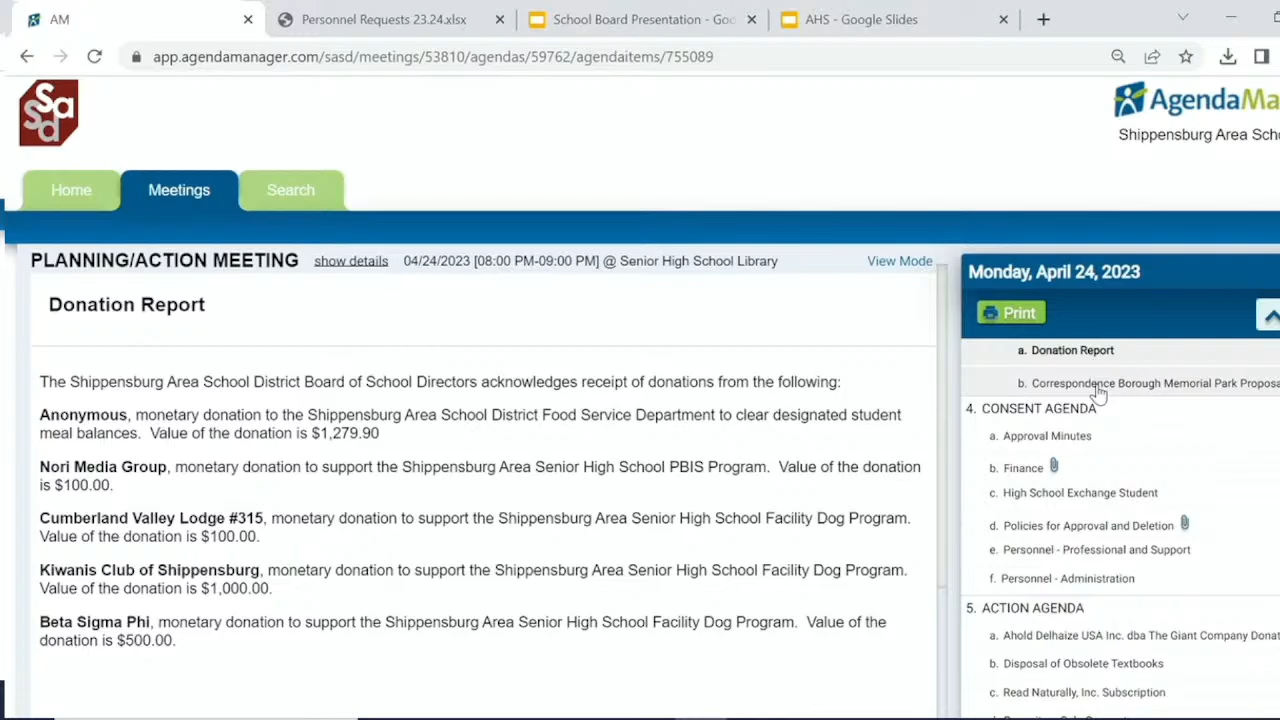 AM
Personnel Requests 23.24.xlsx
School Board Presentation - Goo
AHS - Google Slides
app.agendamanager.com/sasd/meetings/53810/agendas/59762/agendaitems/755089
Sa
Sd
AgendaMa
Shippensburg Area Scho
Home
Meetings
Search
PLANNING/ACTION MEETING show details 04/24/2023 [08:00 PM-09:00 PM] @ Senior High School Library View Mode
Donation Report
The Shippensburg Area School District Board of School Directors acknowledges receipt of donations from the following:
Anonymous, monetary donation to the Shippensburg Area School District Food Service Department to clear designated student
meal balances. Value of the donation is $1,279.90
Nori Media Group, monetary donation to support the Shippensburg Area Senior High School PBIS Program. Value of the donation
is $100.00.
Cumberland Valley Lodge #315, monetary donation to support the Shippensburg Area Senior High School Facility Dog Program.
Value of the donation is $100.00.
Kiwanis Club of Shippensburg, monetary donation to support the Shippensburg Area Senior High School Facility Dog Program.
Value of the donation is $1,000.00.
Beta Sigma Phi, monetary donation to support the Shippensburg Area Senior High School Facility Dog Program. Value of the
donation is $500.00.
Monday, April 24, 2023
Print
a. Donation Report
b. Correspondence Borough Memorial Park Proposa
4. CONSENT AGENDA
a. Approval Minutes
b. Finance
c. High School Exchange Student
d. Policies for Approval and Deletion
e. Personnel - Professional and Support
f. Personnel - Administration
5. ACTION AGENDA
a. Ahold Delhaize USA Inc. dba The Giant Company Donat
b. Disposal of Obsolete Textbooks
c. Read Naturally, Inc. Subscription